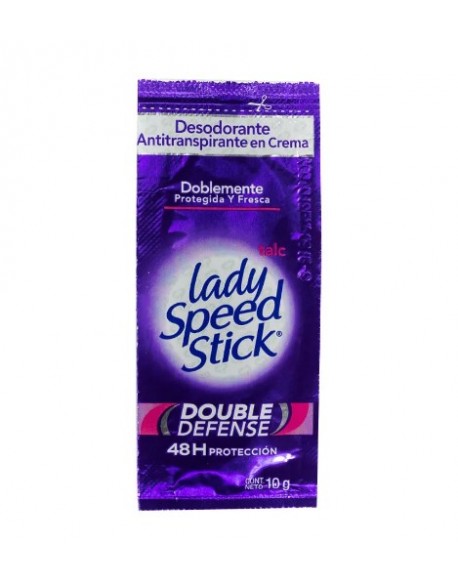 Desodorante
Antitranspirante en Crema
Doblemente
Protegida Y Fresca
talc
lady
Speed
Stick®
DOUBLE
DEFENSE
48H PROTECCIÓN
CONT.
NETO 10 g